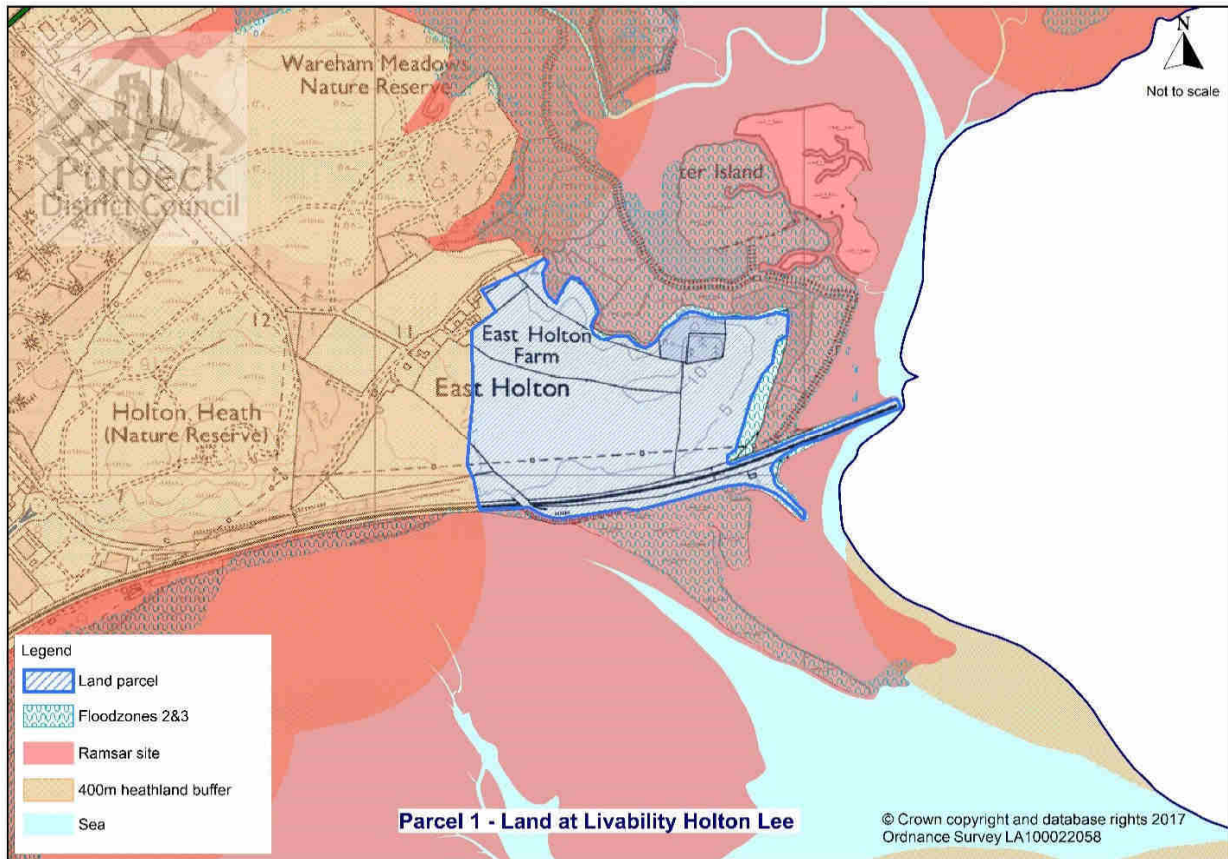 N
Not to scale
Wareham Meadows
Nature Reserve
Purbeck
District Council
ter Island
12
11
East Holton
Farm
East Holton
10
5
Holton Heath
(Nature Reserve)
Legend
Land parcel
Floodzones 2&3
Ramsar site
400m heathland buffer
Sea
Parcel 1 - Land at Livability Holton Lee
© Crown copyright and database rights 2017
Ordnance Survey LA100022058